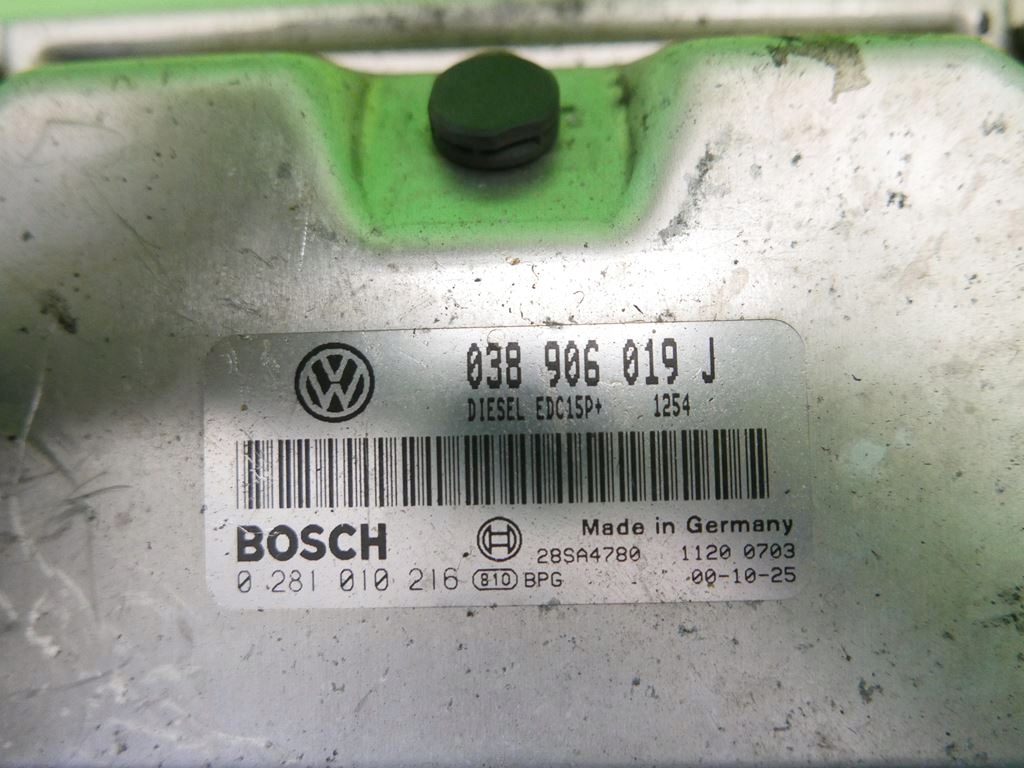 038 906 019 J
DIESEL EDC15P+ 1254
BOSCH
Made in Germany
28SA4780 1120 0703
0 281 010 216 810 BPG 00-10-25